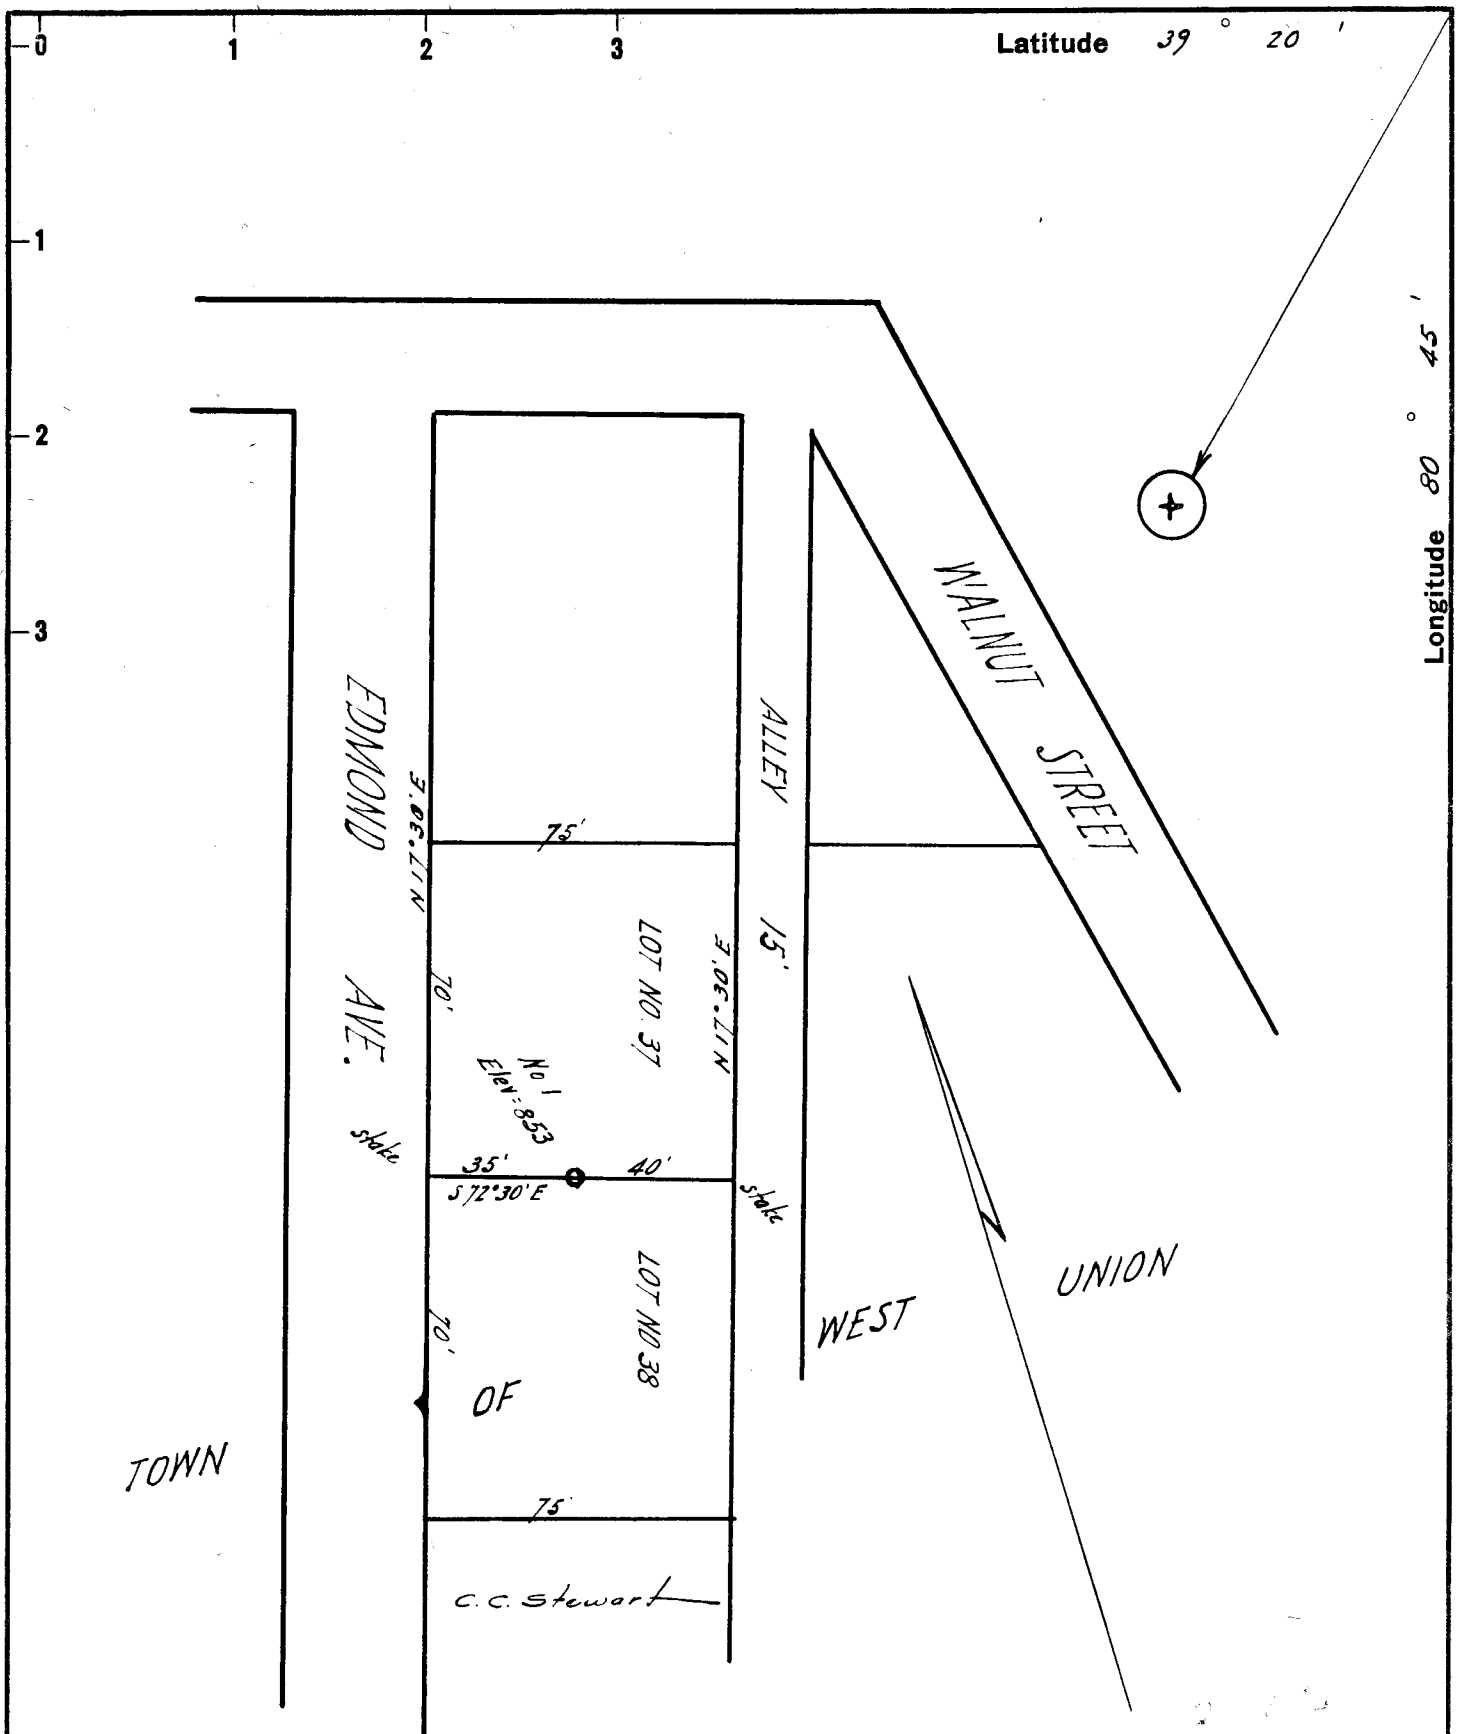 0 1 2 3
Latitude 39° 20'
1
2
3
Longitude 80° 45'
WALNUT STREET
EDMOND AVE.
N 17°30' E
ALLEY 15'
75'
LOT NO. 37
N 17°30' E
70'
No 1
Elev = 853
stake
35'
40'
S 72°30' E
stake
LOT NO 38
70'
TOWN OF WEST UNION
75'
C. C. Stewart